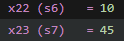 x22 (s6) = 10
x23 (s7) = 45